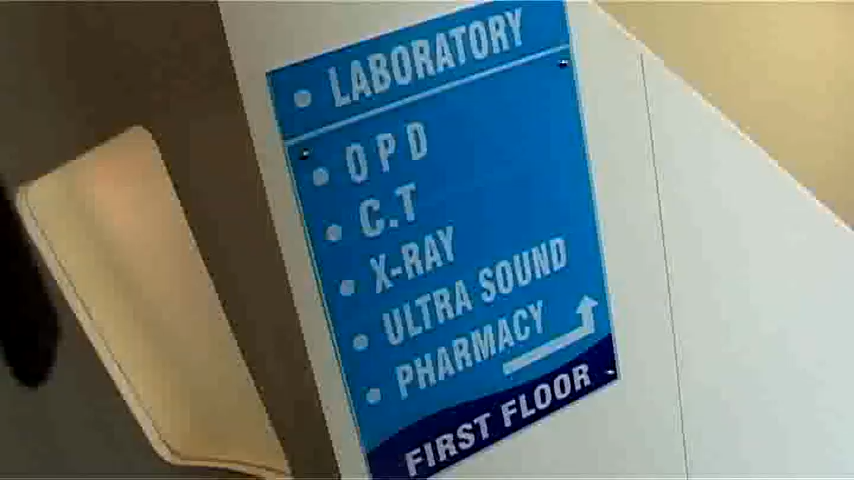 LABORATORY
O P D
C.T
X-RAY
ULTRA SOUND
PHARMACY
FIRST FLOOR